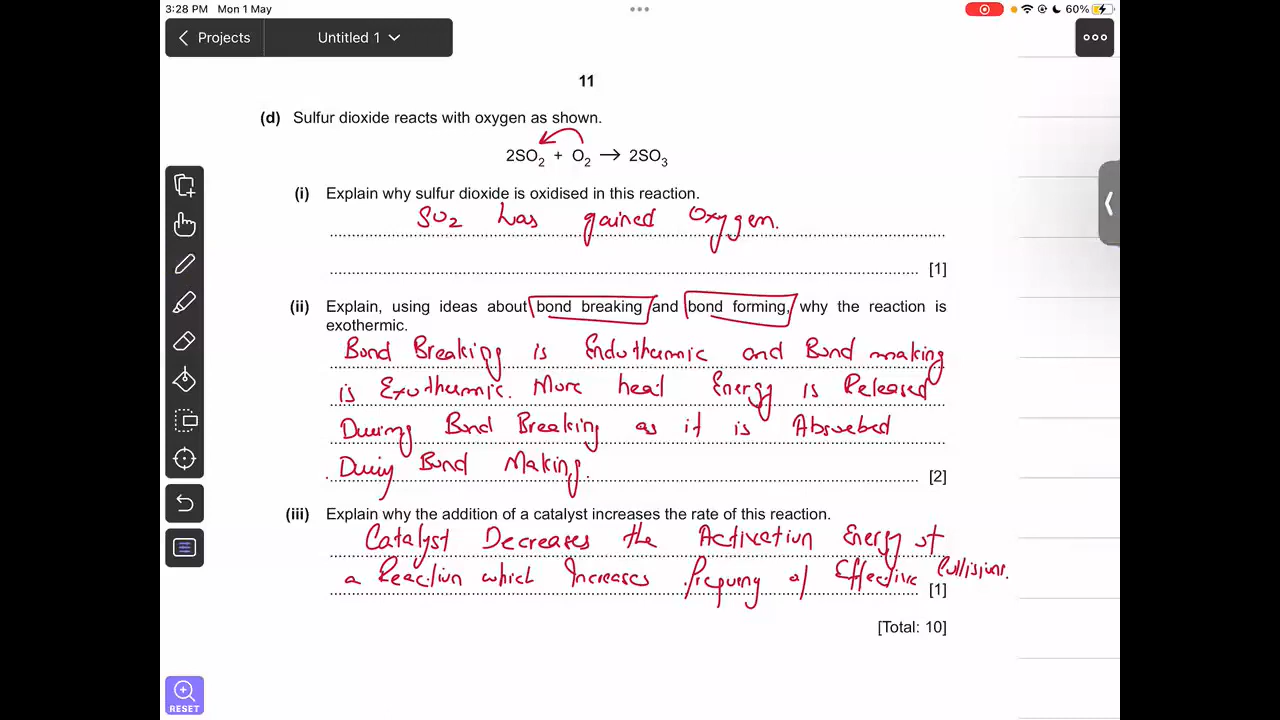 3:28 PM Mon 1 May
60%
Projects
Untitled 1
11
(d) Sulfur dioxide reacts with oxygen as shown.
2SO₂ + O₂ → 2SO₃
(i) Explain why sulfur dioxide is oxidised in this reaction.
SO₂ has gained Oxygen.
[1]
(ii) Explain, using ideas about bond breaking and bond forming, why the reaction is
exothermic.
Bond Breaking is Endothermic and Bond making
is Exothermic. More heat Energy is Released
During Bond Breaking as it is Absorbed
During Bond Making. [2]
(iii) Explain why the addition of a catalyst increases the rate of this reaction.
Catalyst Decreases the Activation Energy of
a Reaction which Increases frequency of Effective Collisions.
[1]
[Total: 10]
RESET